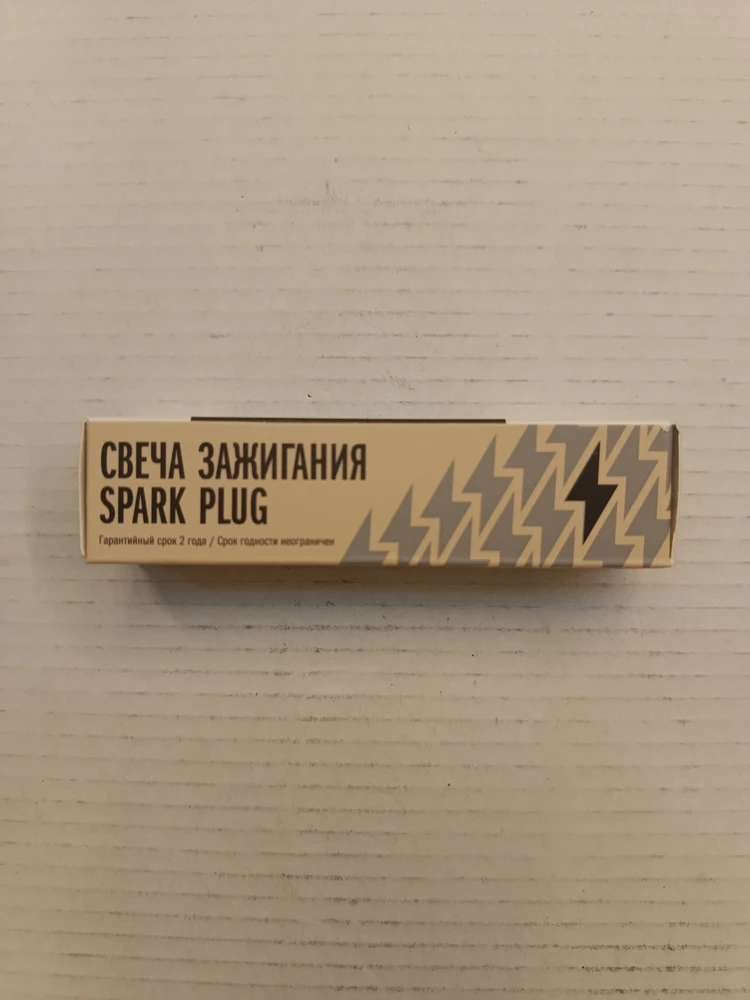 СВЕЧА ЗАЖИГАНИЯ
SPARK PLUG
Гарантийный срок 2 года / Срок годности неограничен